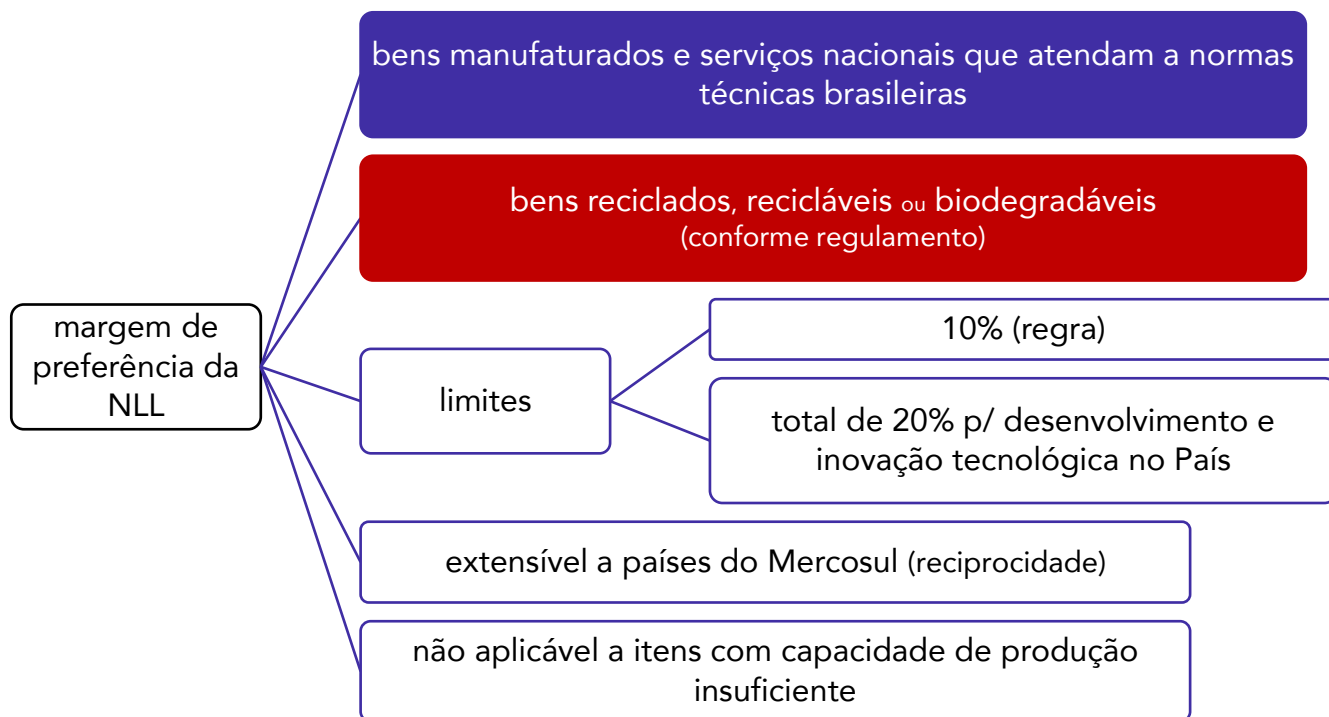 bens manufaturados e serviços nacionais que atendam a normas
técnicas brasileiras
bens reciclados, recicláveis ou biodegradáveis
(conforme regulamento)
margem de
preferência da
NLL
limites
10% (regra)
total de 20% p/ desenvolvimento e
inovação tecnológica no País
extensível a países do Mercosul (reciprocidade)
não aplicável a itens com capacidade de produção
insuficiente